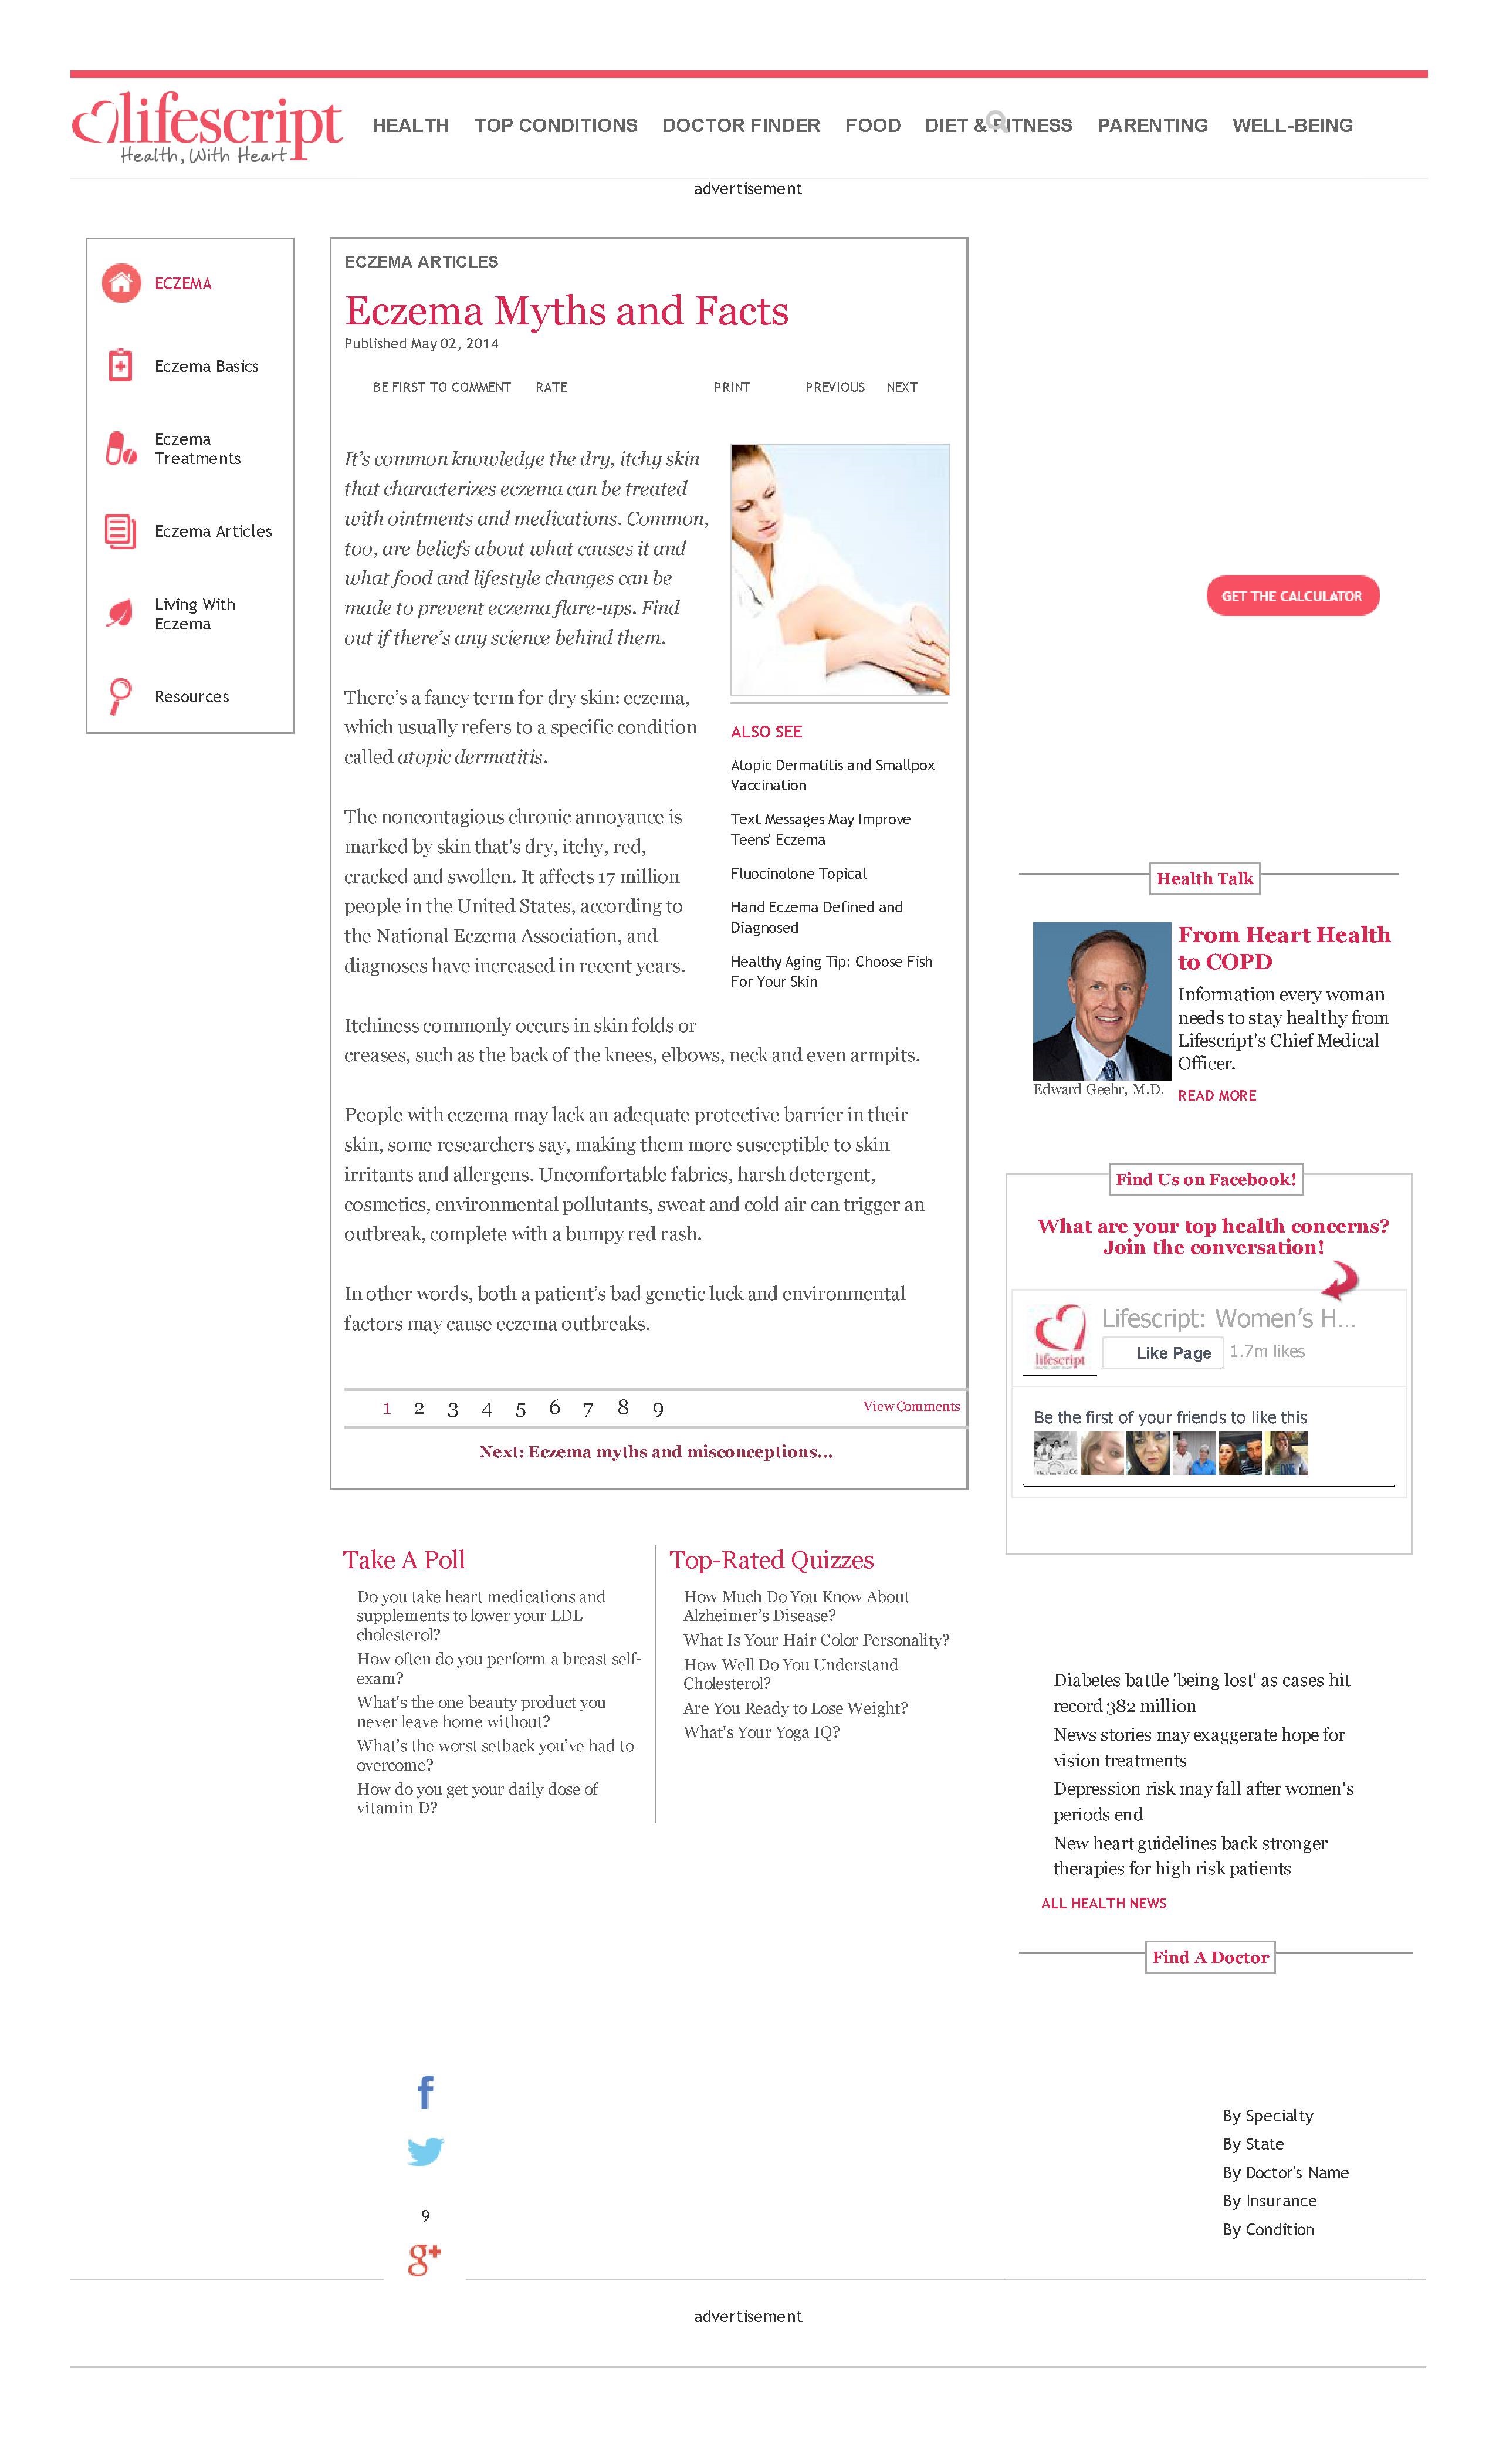 lifescript
Health, With Heart
HEALTH TOP CONDITIONS DOCTOR FINDER FOOD DIET & FITNESS PARENTING WELL-BEING
advertisement
ECZEMA
Eczema Basics
Eczema
Treatments
Eczema Articles
Living With
Eczema
Resources
ECZEMA ARTICLES
Eczema Myths and Facts
Published May 02, 2014
BE FIRST TO COMMENT RATE PRINT PREVIOUS NEXT
It's common knowledge the dry, itchy skin
that characterizes eczema can be treated
with ointments and medications. Common,
too, are beliefs about what causes it and
what food and lifestyle changes can be
made to prevent eczema flare-ups. Find
out if there's any science behind them.
There's a fancy term for dry skin: eczema,
which usually refers to a specific condition
called atopic dermatitis.
The noncontagious chronic annoyance is
marked by skin that's dry, itchy, red,
cracked and swollen. It affects 17 million
people in the United States, according to
the National Eczema Association, and
diagnoses have increased in recent years.
ALSO SEE
Atopic Dermatitis and Smallpox
Vaccination
Text Messages May Improve
Teens' Eczema
Fluocinolone Topical
Hand Eczema Defined and
Diagnosed
Healthy Aging Tip: Choose Fish
For Your Skin
Itchiness commonly occurs in skin folds or
creases, such as the back of the knees, elbows, neck and even armpits.
People with eczema may lack an adequate protective barrier in their
skin, some researchers say, making them more susceptible to skin
irritants and allergens. Uncomfortable fabrics, harsh detergent,
cosmetics, environmental pollutants, sweat and cold air can trigger an
outbreak, complete with a bumpy red rash.
In other words, both a patient's bad genetic luck and environmental
factors may cause eczema outbreaks.
1 2 3 4 5 6 7 8 9 View Comments
Next: Eczema myths and misconceptions...
Take A Poll
Do you take heart medications and
supplements to lower your LDL
cholesterol?
How often do you perform a breast self-
exam?
What's the one beauty product you
never leave home without?
What's the worst setback you've had to
overcome?
How do you get your daily dose of
vitamin D?
Top-Rated Quizzes
How Much Do You Know About
Alzheimer's Disease?
What Is Your Hair Color Personality?
How Well Do You Understand
Cholesterol?
Are You Ready to Lose Weight?
What's Your Yoga IQ?
GET THE CALCULATOR
Health Talk
From Heart Health
to COPD
Information every woman
needs to stay healthy from
Lifescript's Chief Medical
Officer.
Edward Geehr, M.D.
READ MORE
Find Us on Facebook!
What are your top health concerns?
Join the conversation!
lifescript
Lifescript: Women's H...
Like Page 1.7m likes
Be the first of your friends to like this
Diabetes battle 'being lost' as cases hit
record 382 million
News stories may exaggerate hope for
vision treatments
Depression risk may fall after women's
periods end
New heart guidelines back stronger
therapies for high risk patients
ALL HEALTH NEWS
Find A Doctor
By Specialty
By State
By Doctor's Name
By Insurance
By Condition
f
9
g+
advertisement